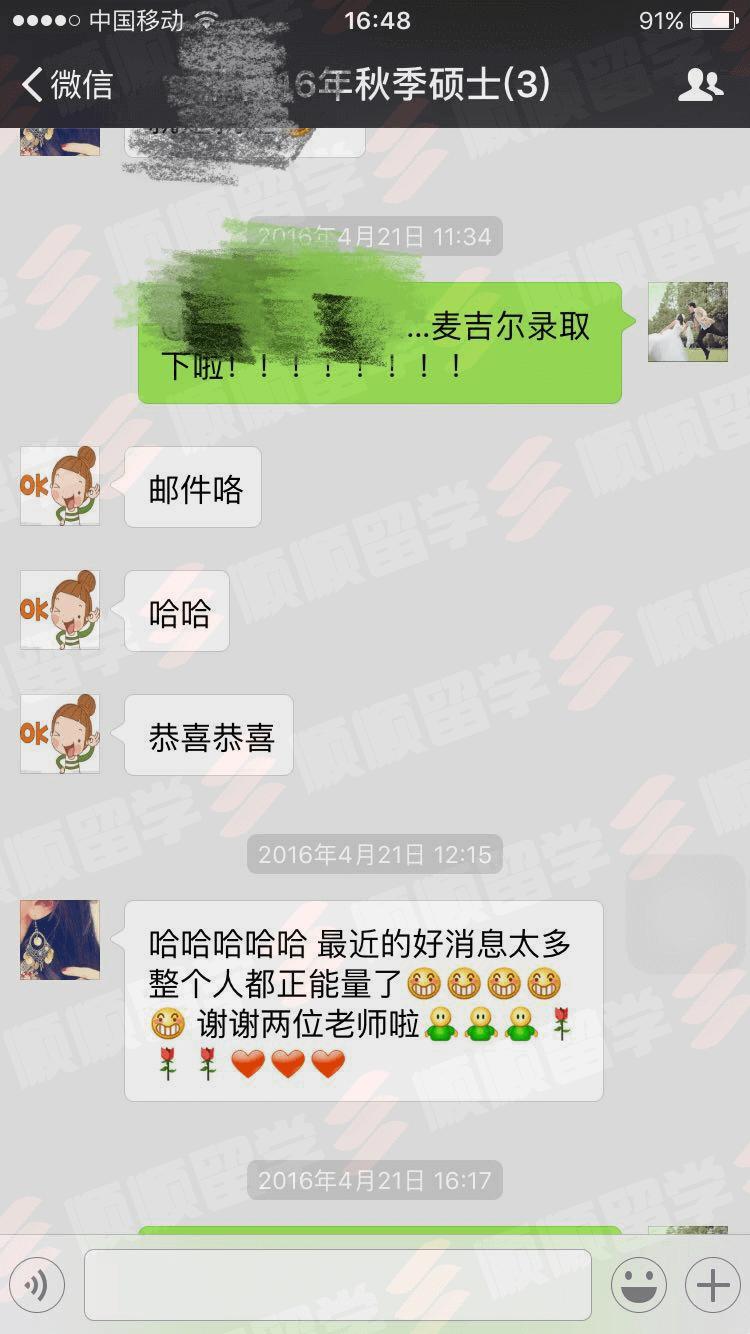 中国移动
16:48
91%
微信
16年秋季硕士(3)
2016年4月21日 11:34
...麦吉尔录取
下啦！！！！！！！！
OK
邮件咯
OK
哈哈
OK
恭喜恭喜
2016年4月21日 12:15
哈哈哈哈哈 最近的好消息太多
整个人都正能量了😁😁😁😁
😁 谢谢两位老师啦
🌹🌹❤❤❤
2016年4月21日 16:17
顺顺留学